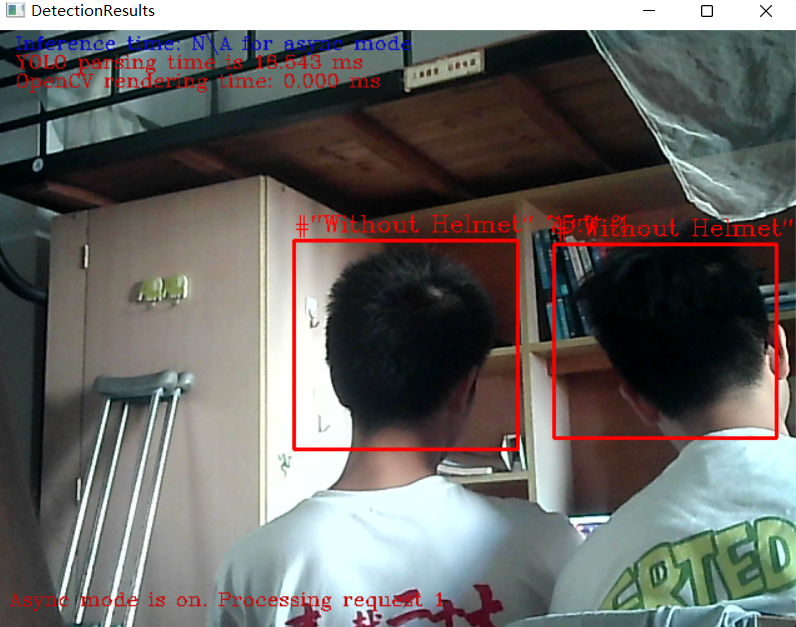 DetectionResults
Inference time: N\A for async mode
YOLO parsing time is 18.543 ms
OpenCV rendering time: 0.000 ms
#"Without Helmet"
#"Without Helmet"
ERTED
Async mode is on. Processing request 1